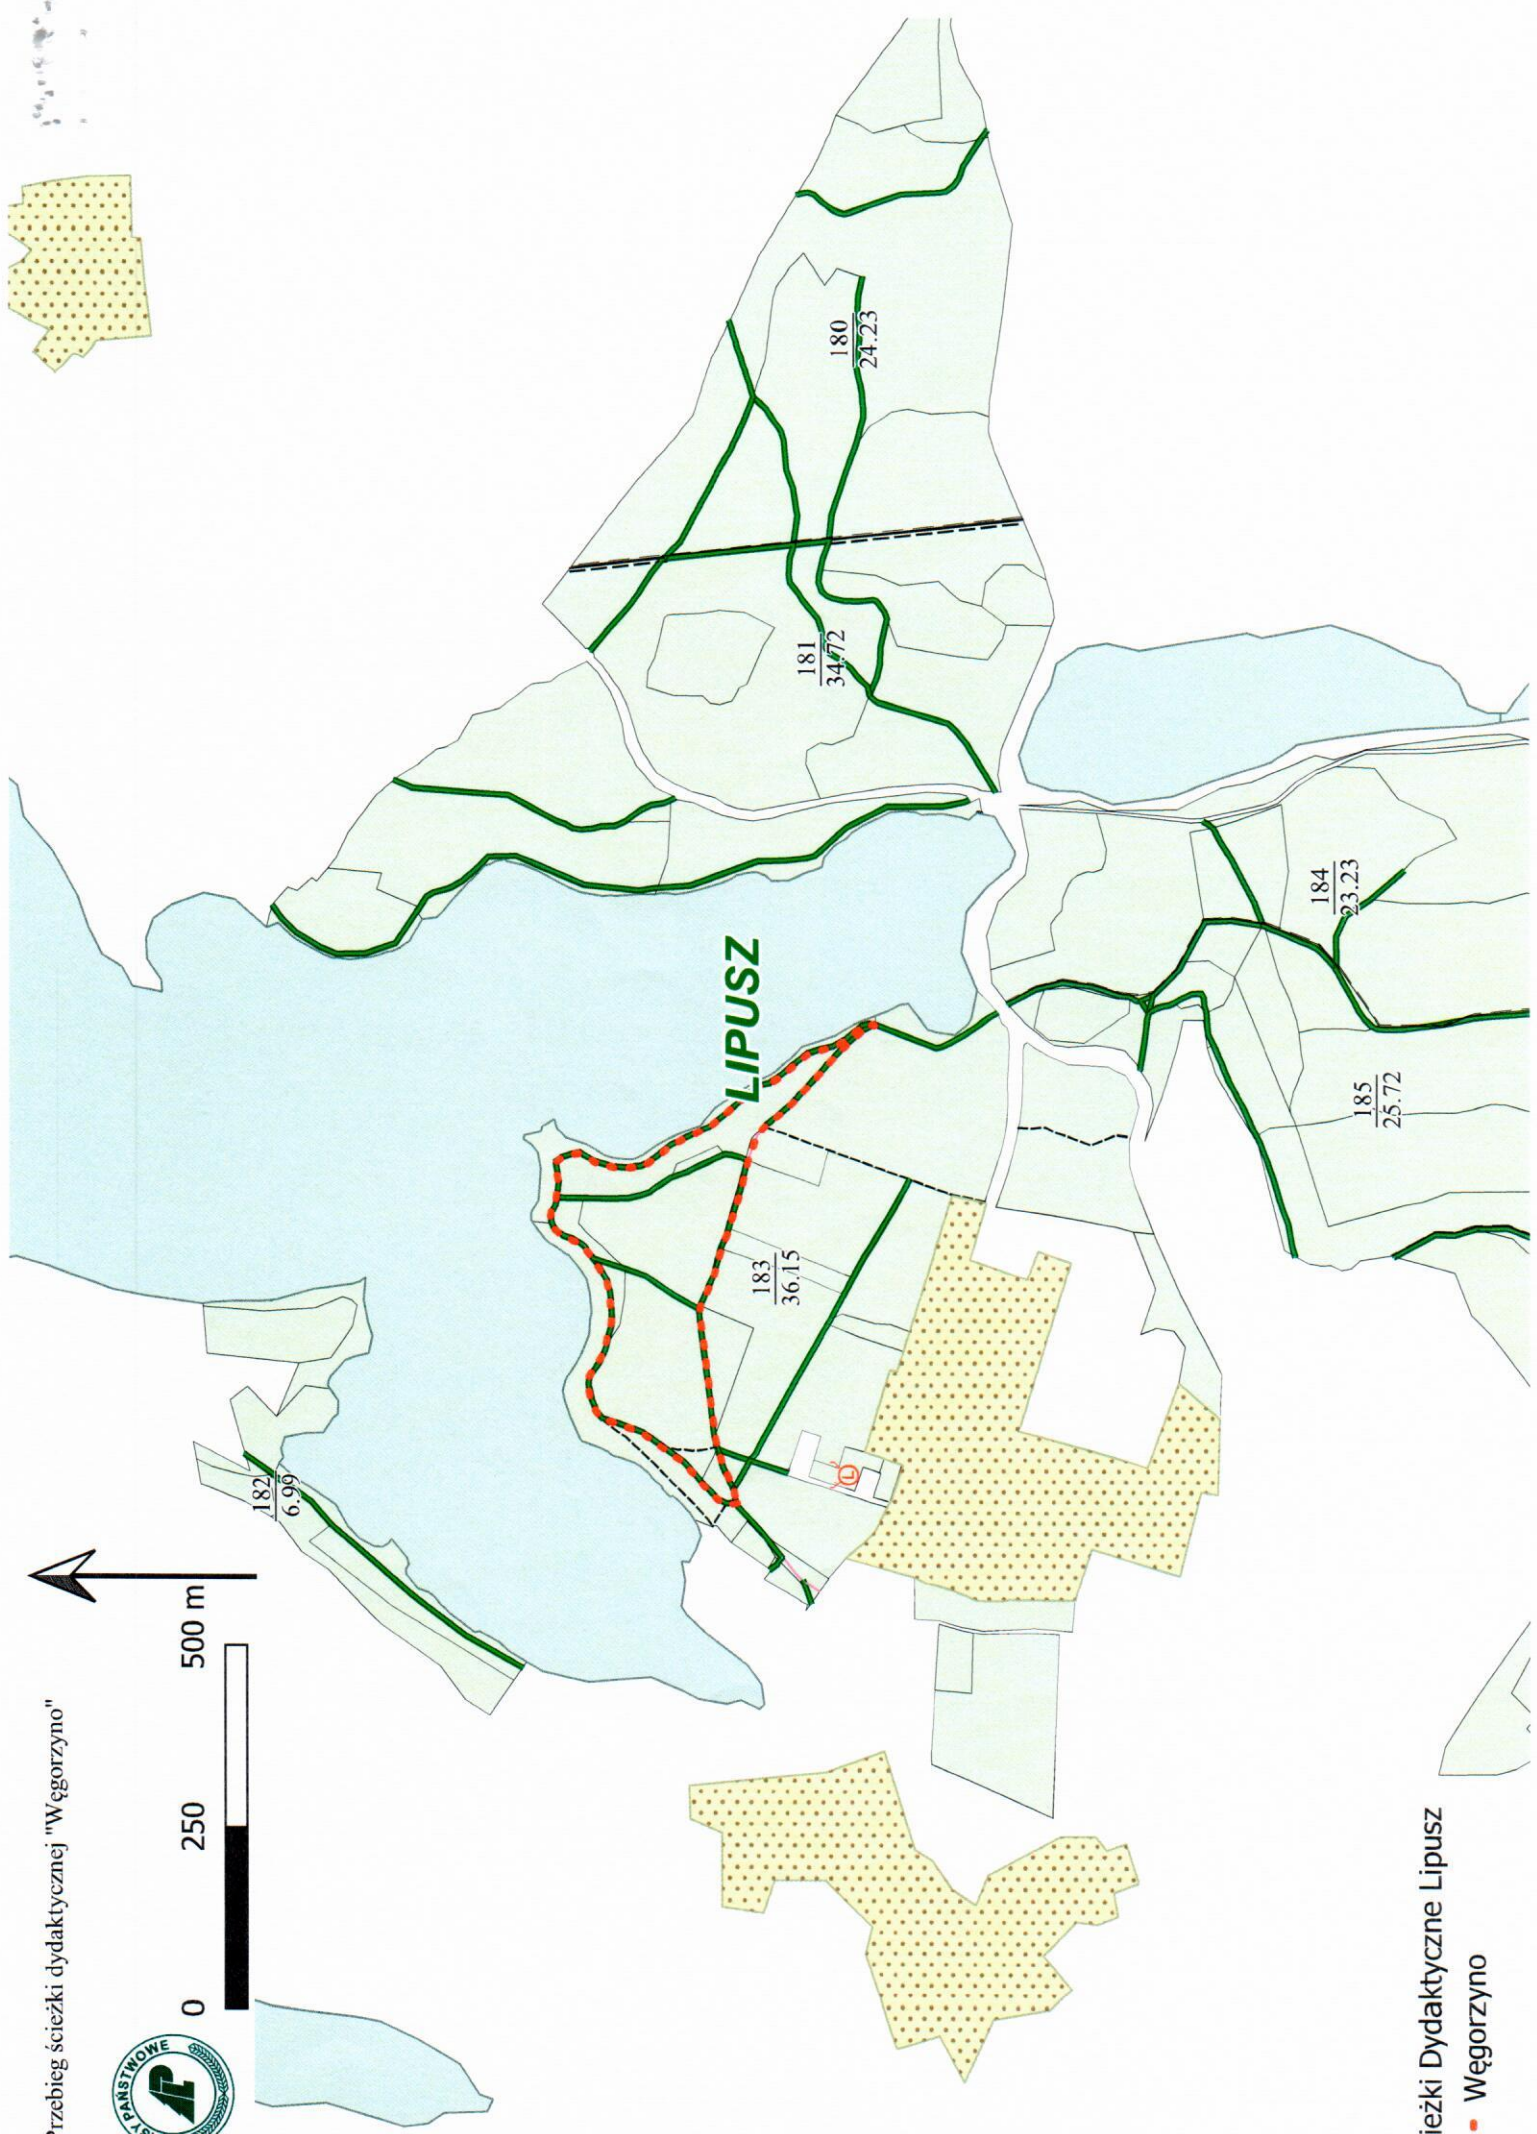 Przebieg ścieżki dydaktycznej "Węgorzyno"
PAŃSTWOWE
0 250 500 m
182
6.99
LIPUSZ
183
36.15
181
34.72
180
24.23
184
23.23
185
25.72
L
ieżki Dydaktyczne Lipusz
Węgorzyno